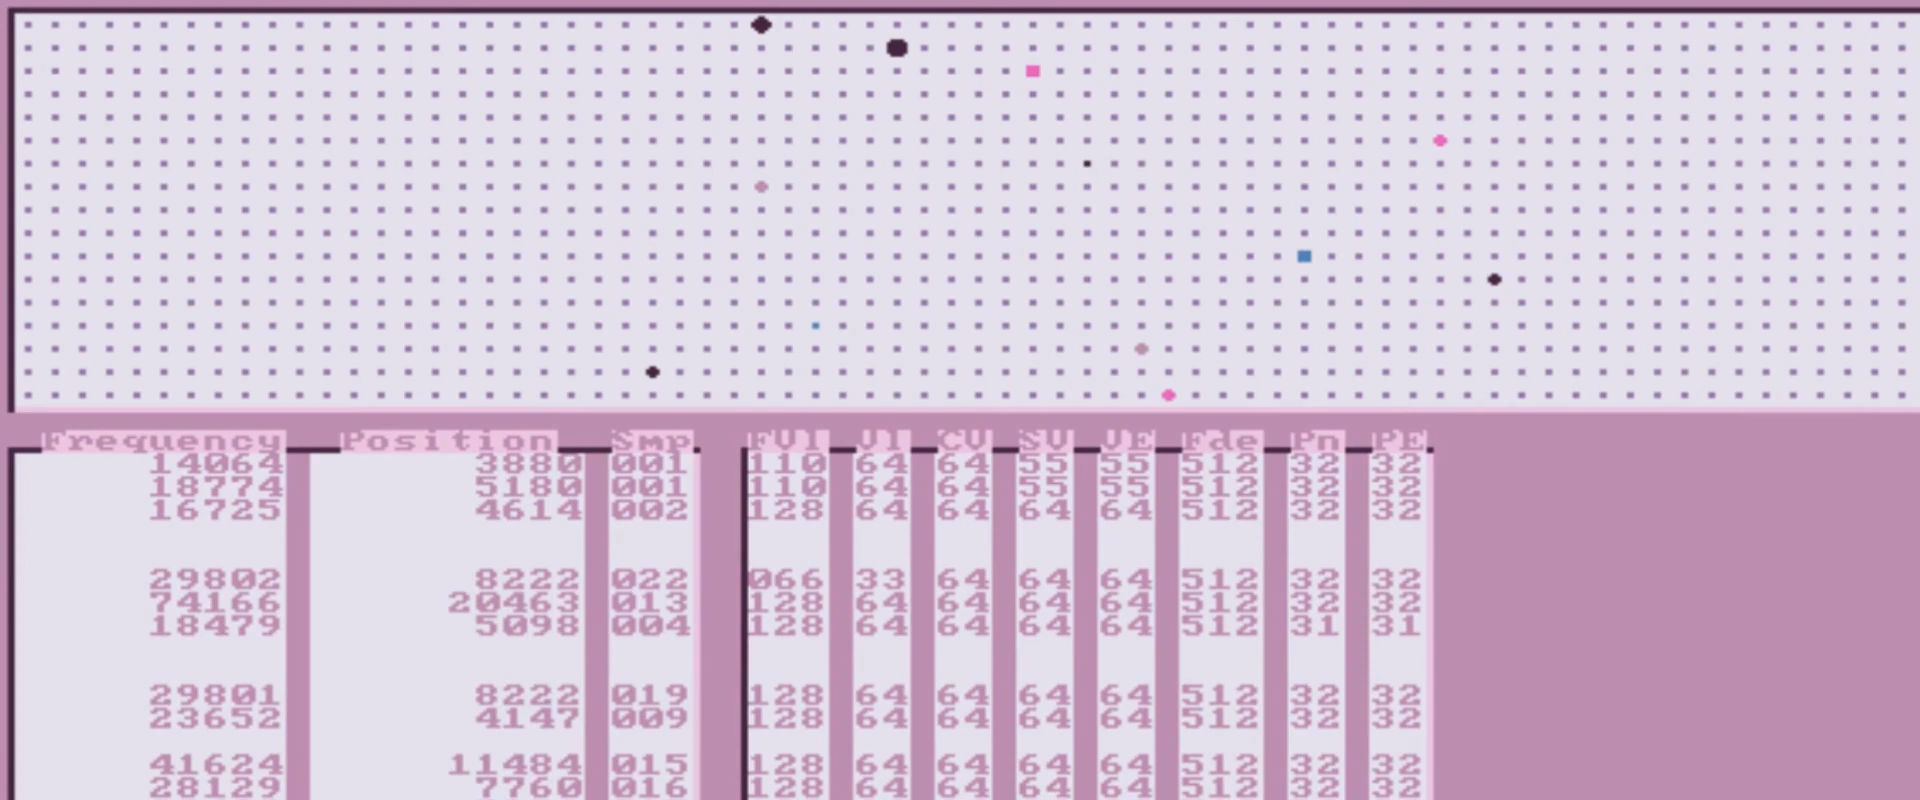 Frequency Position Smp FVl Vl CV SV VE Fde Pn PE
14064 3880 001 110 64 64 55 55 512 32 32
18774 5180 001 110 64 64 55 55 512 32 32
16725 4614 002 128 64 64 64 64 512 32 32
29802 8222 022 066 33 64 64 64 512 32 32
74166 20463 013 128 64 64 64 64 512 32 32
18479 5098 004 128 64 64 64 64 512 31 31
29801 8222 019 128 64 64 64 64 512 32 32
23652 4147 009 128 64 64 64 64 512 32 32
41624 11484 015 128 64 64 64 64 512 32 32
28129 7760 016 128 64 64 64 64 512 32 32